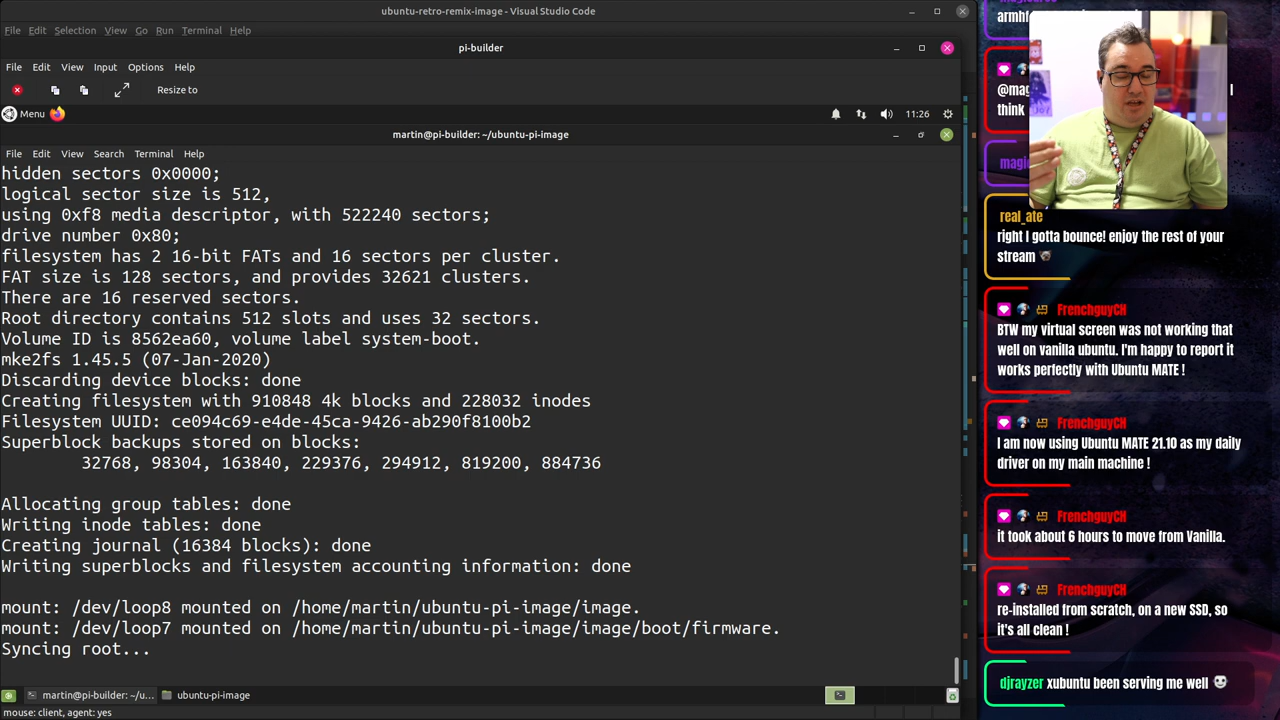 ubuntu-retro-remix-image - Visual Studio Code
File Edit Selection View Go Run Terminal Help
pi-builder
File Edit View Input Options Help
Resize to
Menu
11:26
martin@pi-builder: ~/ubuntu-pi-image
File Edit View Search Terminal Help
hidden sectors 0x0000;
logical sector size is 512,
using 0xf8 media descriptor, with 522240 sectors;
drive number 0x80;
filesystem has 2 16-bit FATs and 16 sectors per cluster.
FAT size is 128 sectors, and provides 32621 clusters.
There are 16 reserved sectors.
Root directory contains 512 slots and uses 32 sectors.
Volume ID is 8562ea60, volume label system-boot.
mke2fs 1.45.5 (07-Jan-2020)
Discarding device blocks: done
Creating filesystem with 910848 4k blocks and 228032 inodes
Filesystem UUID: ce094c69-e4de-45ca-9426-ab290f8100b2
Superblock backups stored on blocks:
32768, 98304, 163840, 229376, 294912, 819200, 884736
Allocating group tables: done
Writing inode tables: done
Creating journal (16384 blocks): done
Writing superblocks and filesystem accounting information: done
mount: /dev/loop8 mounted on /home/martin/ubuntu-pi-image/image.
mount: /dev/loop7 mounted on /home/martin/ubuntu-pi-image/image/boot/firmware.
Syncing root...
martin@pi-builder: ~/u...
ubuntu-pi-image
mouse: client, agent: yes
armhf
@mag
I
think
magic
real_ate
right I gotta bounce! enjoy the rest of your
stream
FrenchguyCH
BTW my virtual screen was not working that
well on vanilla ubuntu. I'm happy to report it
works perfectly with Ubuntu MATE !
FrenchguyCH
I am now using Ubuntu MATE 21.10 as my daily
driver on my main machine !
FrenchguyCH
it took about 6 hours to move from Vanilla.
FrenchguyCH
re-installed from scratch, on a new SSD, so
it's all clean !
djrayzer xubuntu been serving me well